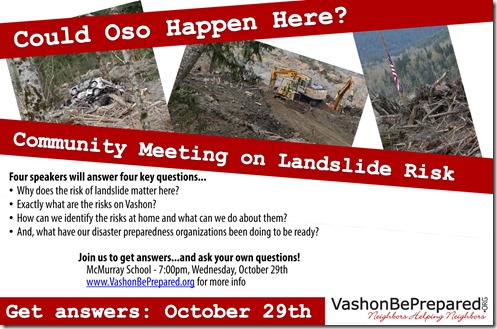 Could Oso Happen Here?
Community Meeting on Landslide Risk
Four speakers will answer four key questions...
• Why does the risk of landslide matter here?
• Exactly what are the risks on Vashon?
• How can we identify the risks at home and what can we do about them?
• And, what have our disaster preparedness organizations been doing to be ready?
Join us to get answers...and ask your own questions!
McMurray School - 7:00pm, Wednesday, October 29th
www.VashonBePrepared.org for more info
Get answers: October 29th
VashonBePrepared.ORG
Neighbors Helping Neighbors